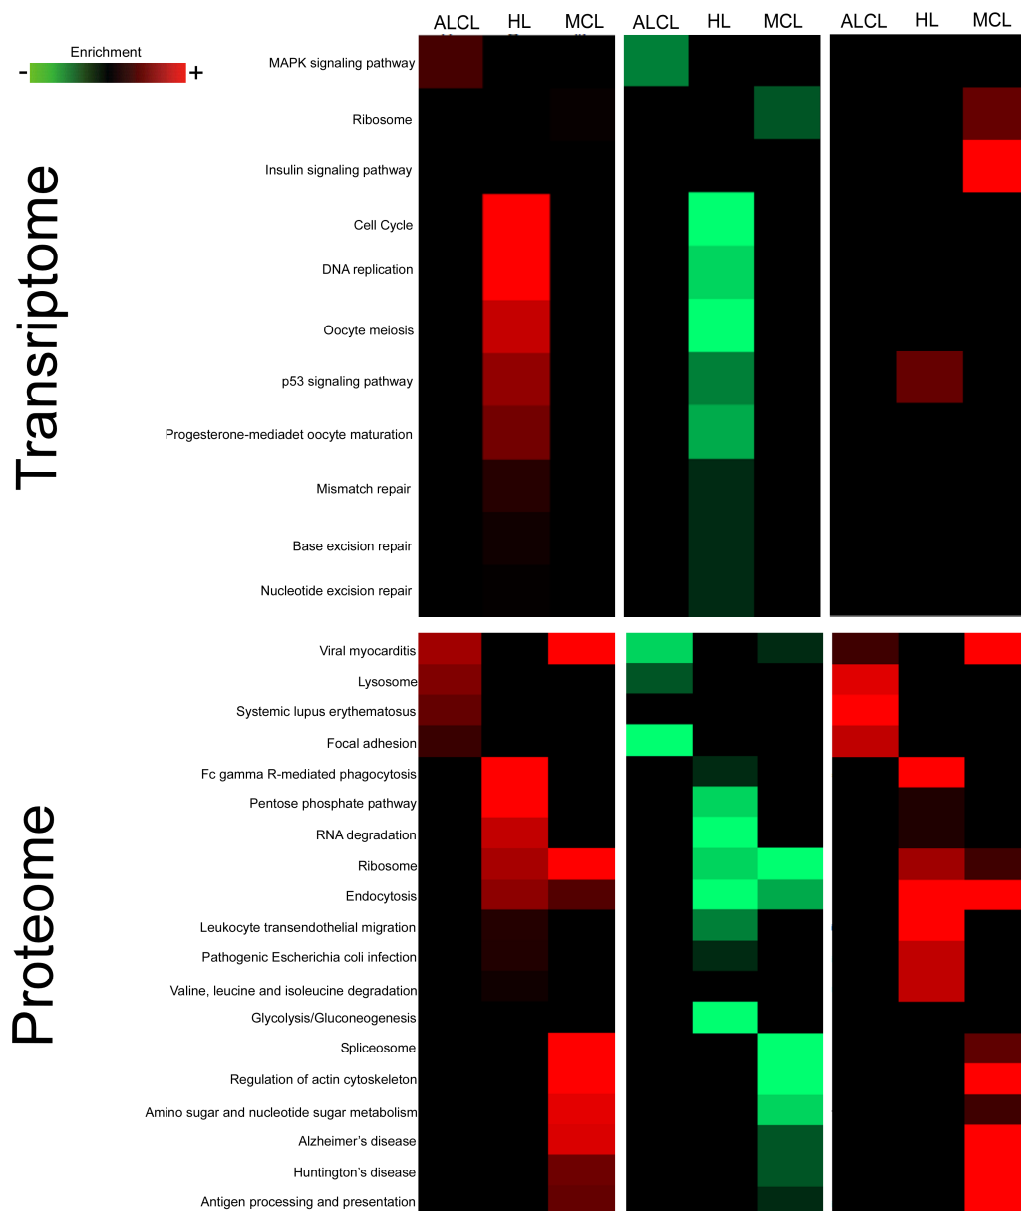 ALCL HL MCL ALCL HL MCL ALCL HL MCL
Enrichment
- +
Transriptome
MAPK signaling pathway
Ribosome
Insulin signaling pathway
Cell Cycle
DNA replication
Oocyte meiosis
p53 signaling pathway
Progesterone-mediadet oocyte maturation
Mismatch repair
Base excision repair
Nucleotide excision repair
Proteome
Viral myocarditis
Lysosome
Systemic lupus erythematosus
Focal adhesion
Fc gamma R-mediated phagocytosis
Pentose phosphate pathway
RNA degradation
Ribosome
Endocytosis
Leukocyte transendothelial migration
Pathogenic Escherichia coli infection
Valine, leucine and isoleucine degradation
Glycolysis/Gluconeogenesis
Spliceosome
Regulation of actin cytoskeleton
Amino sugar and nucleotide sugar metabolism
Alzheimer's disease
Huntington's disease
Antigen processing and presentation